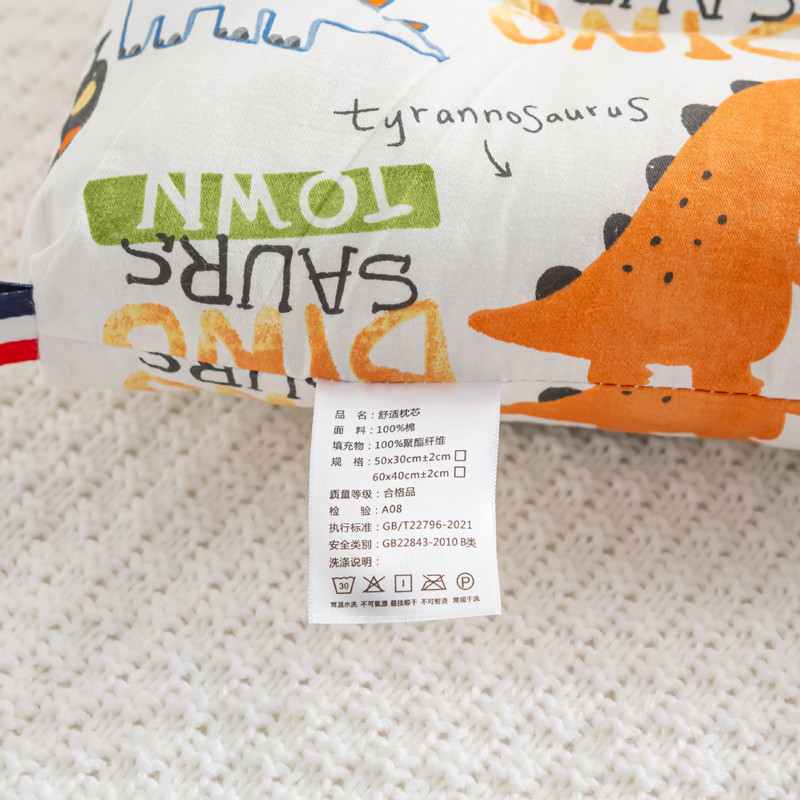 DINO
SAURS
tyrannosaurus
TOWN
SAURS
DINO
品 名：舒适枕芯
面 料：100%棉
填充物：100%聚酯纤维
规 格：50x30cm±2cm
60x40cm±2cm
质量等级：合格品
检 验：A08
执行标准：GB/T22796-2021
安全类别：GB22843-2010 B类
洗涤说明：
30 P
常温水洗 不可氯漂 悬挂晾干 不可熨烫 常规干洗